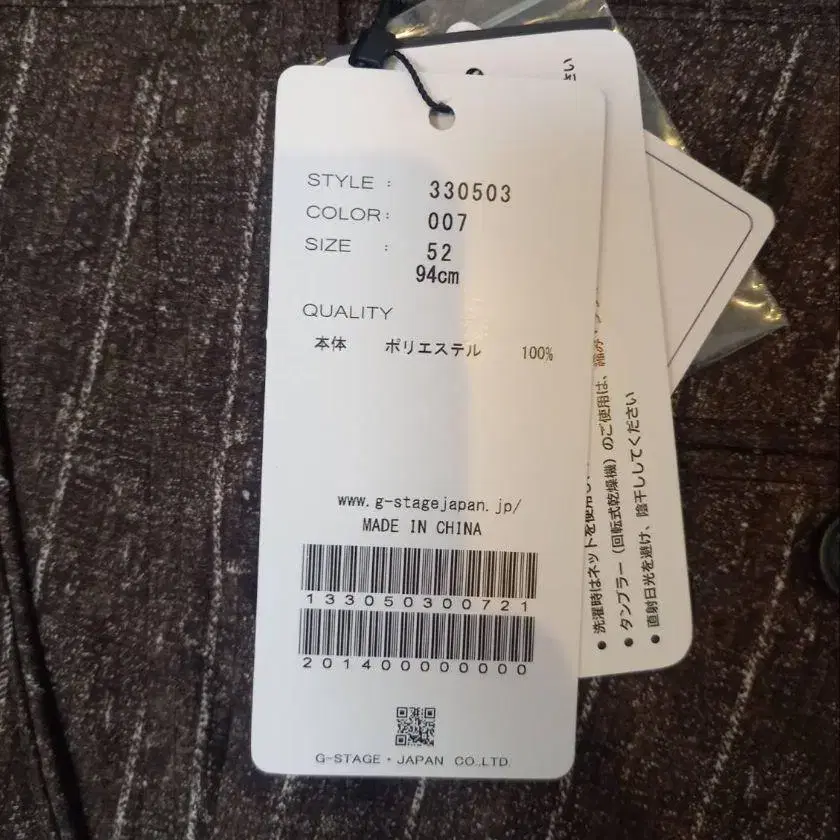 STYLE : 330503
COLOR: 007
SIZE : 52
94cm
QUALITY
本体 ポリエステル 100%
www.g-stagejapan.jp/
MADE IN CHINA
133050300721
2014000000000
G-STAGE・JAPAN CO.,LTD.
●洗濯時はネットを使用し
●タンブラー(回転式乾燥機)のご使用は、
●直射日光を避け、陰干ししてください